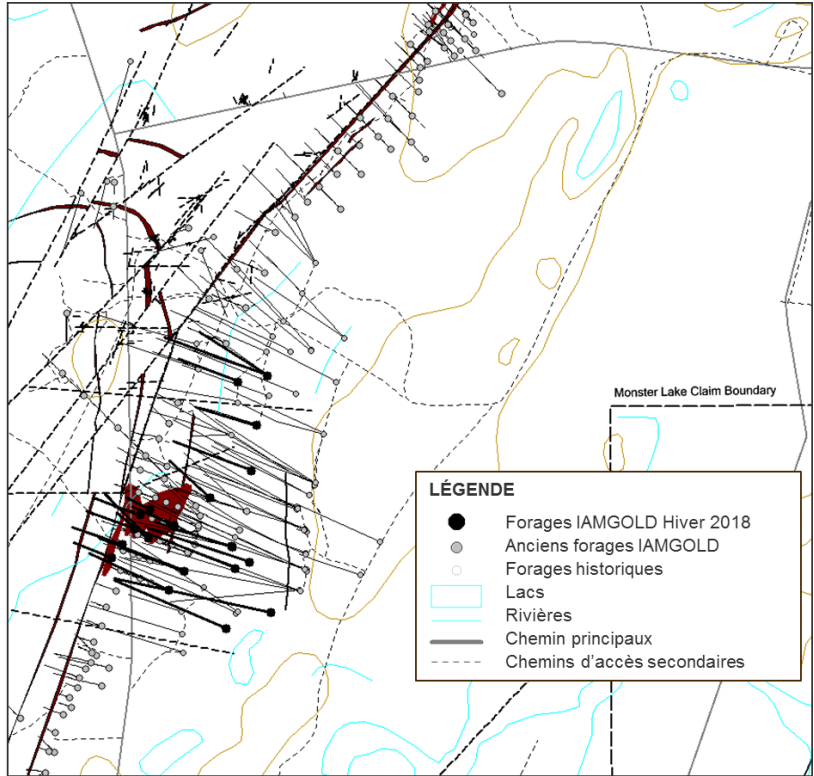 Monster Lake Claim Boundary
LÉGENDE
Forages IAMGOLD Hiver 2018
Anciens forages IAMGOLD
Forages historiques
Lacs
Rivières
Chemin principaux
Chemins d'accès secondaires